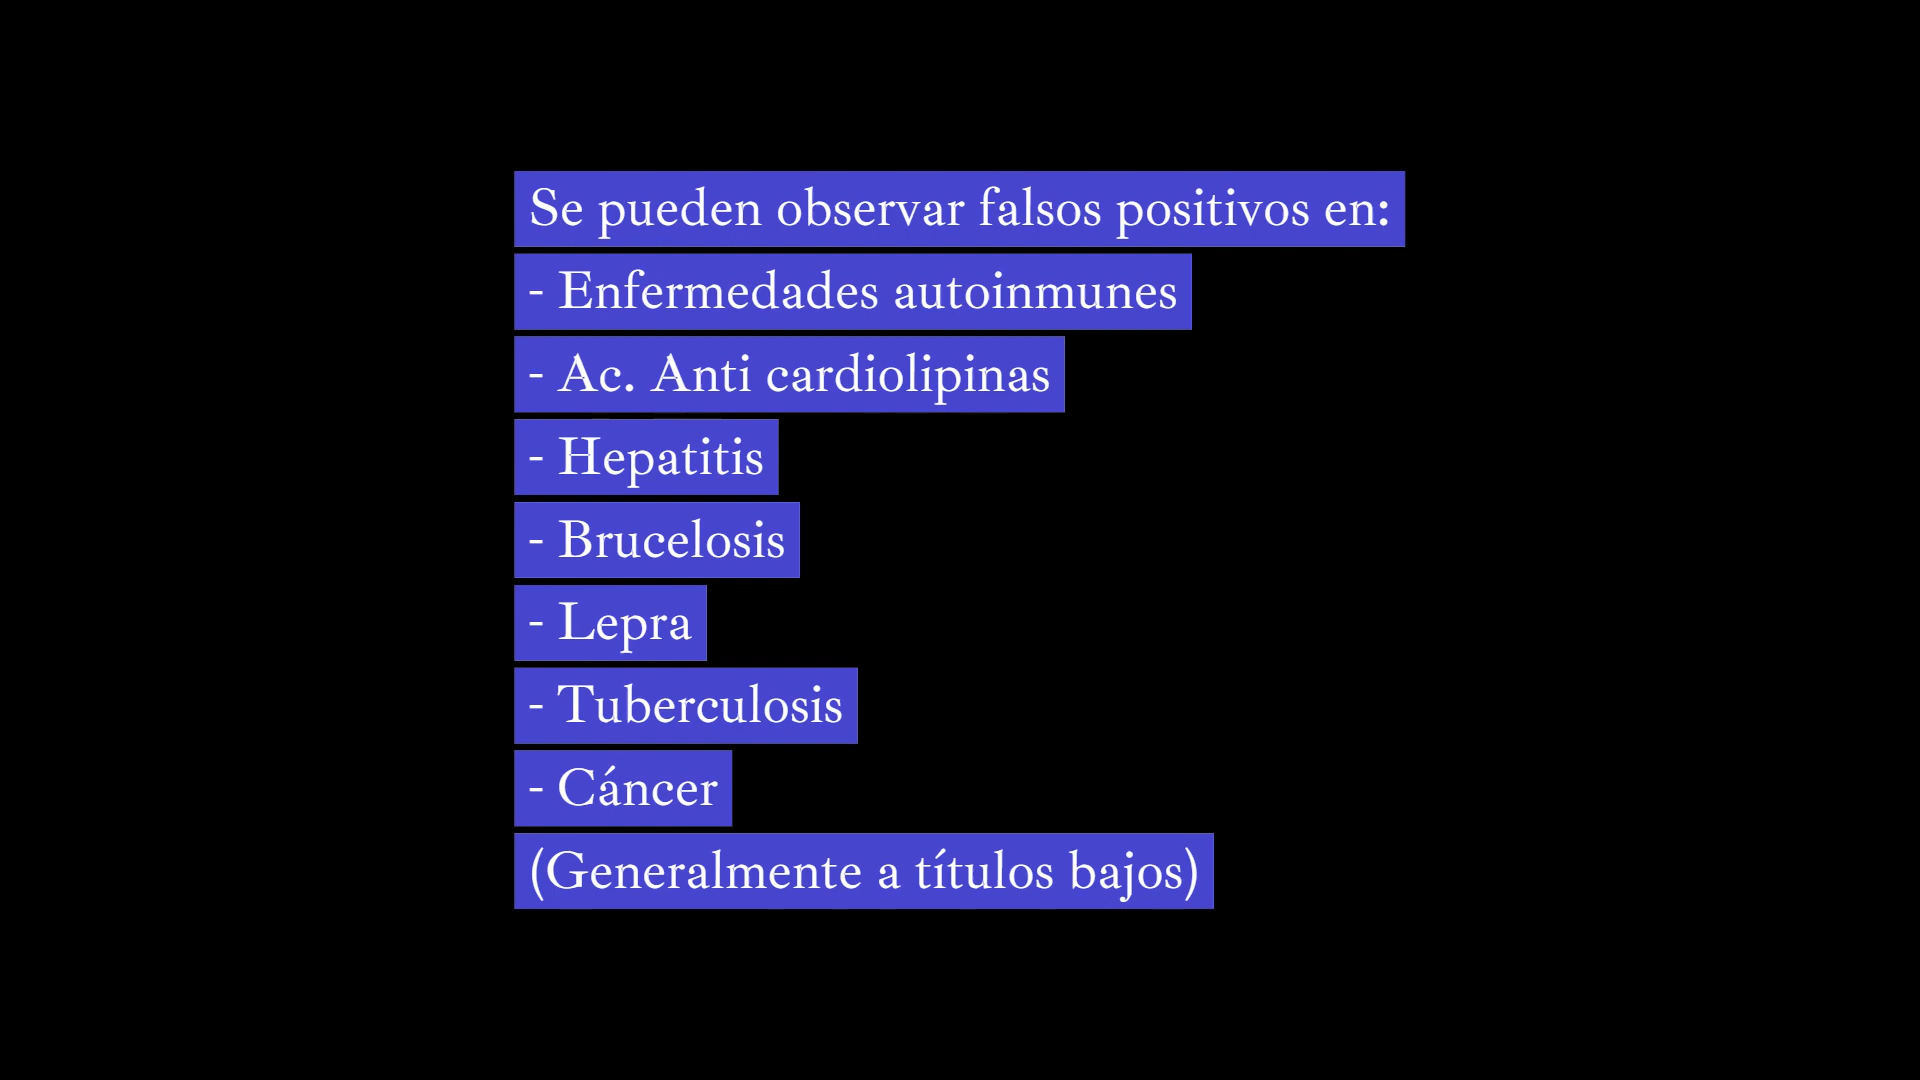 Se pueden observar falsos positivos en:
- Enfermedades autoinmunes
- Ac. Anti cardiolipinas
- Hepatitis
- Brucelosis
- Lepra
- Tuberculosis
- Cáncer
(Generalmente a títulos bajos)